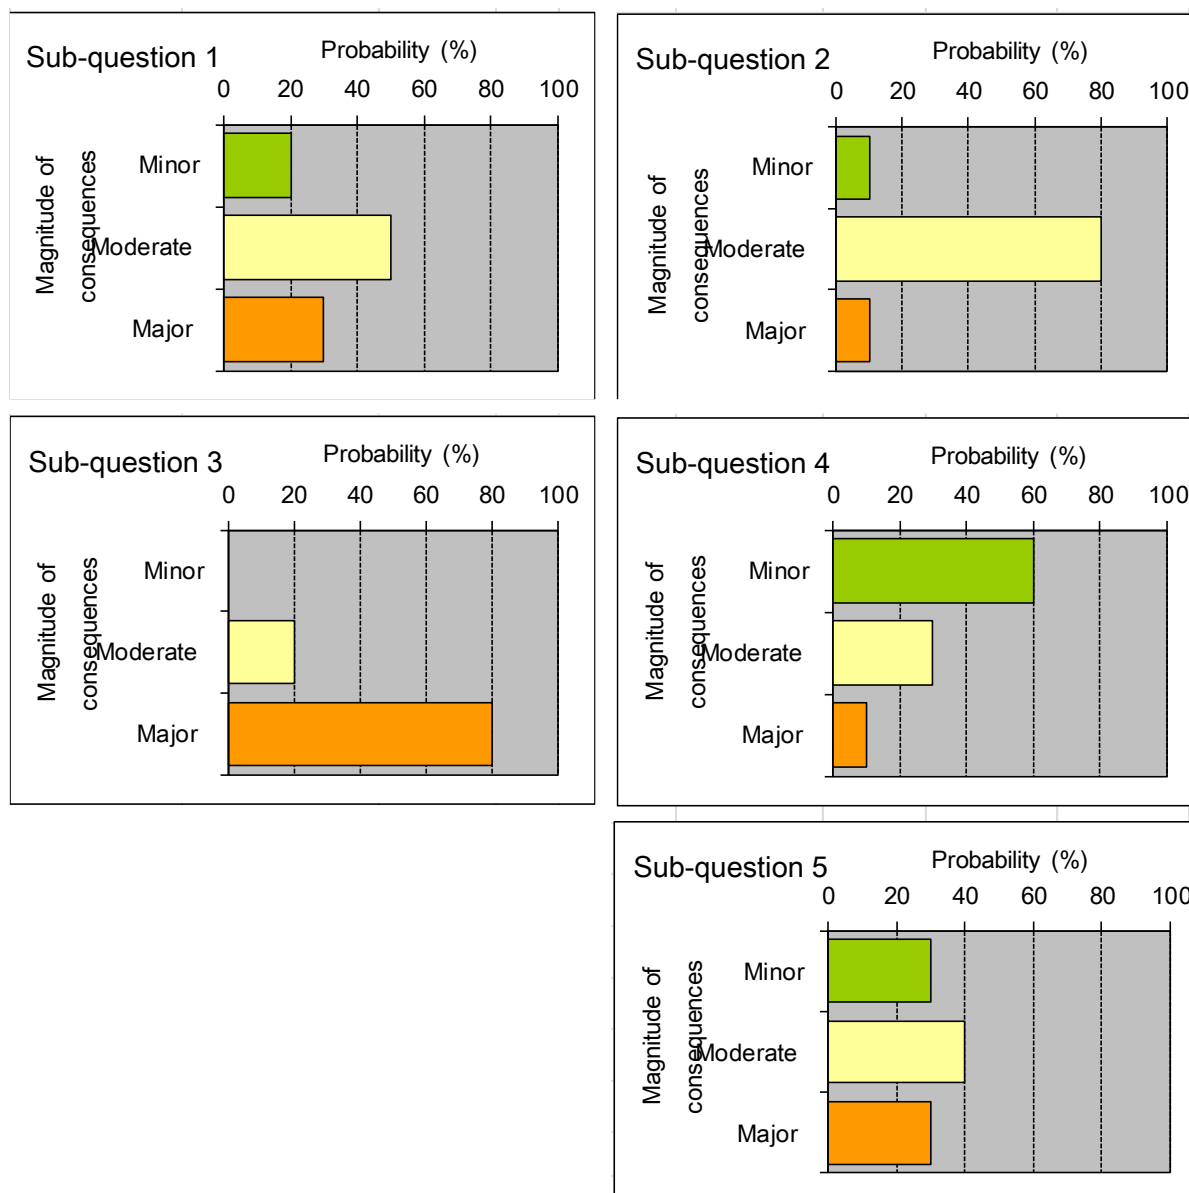 Sub-question 1
Probability (%)
0 20 40 60 80 100
Magnitude of
consequences
Minor
Moderate
Major
Sub-question 2
Probability (%)
0 20 40 60 80 100
Magnitude of
consequences
Minor
Moderate
Major
Sub-question 3
Probability (%)
0 20 40 60 80 100
Magnitude of
consequences
Minor
Moderate
Major
Sub-question 4
Probability (%)
0 20 40 60 80 100
Magnitude of
consequences
Minor
Moderate
Major
Sub-question 5
Probability (%)
0 20 40 60 80 100
Magnitude of
consequences
Minor
Moderate
Major